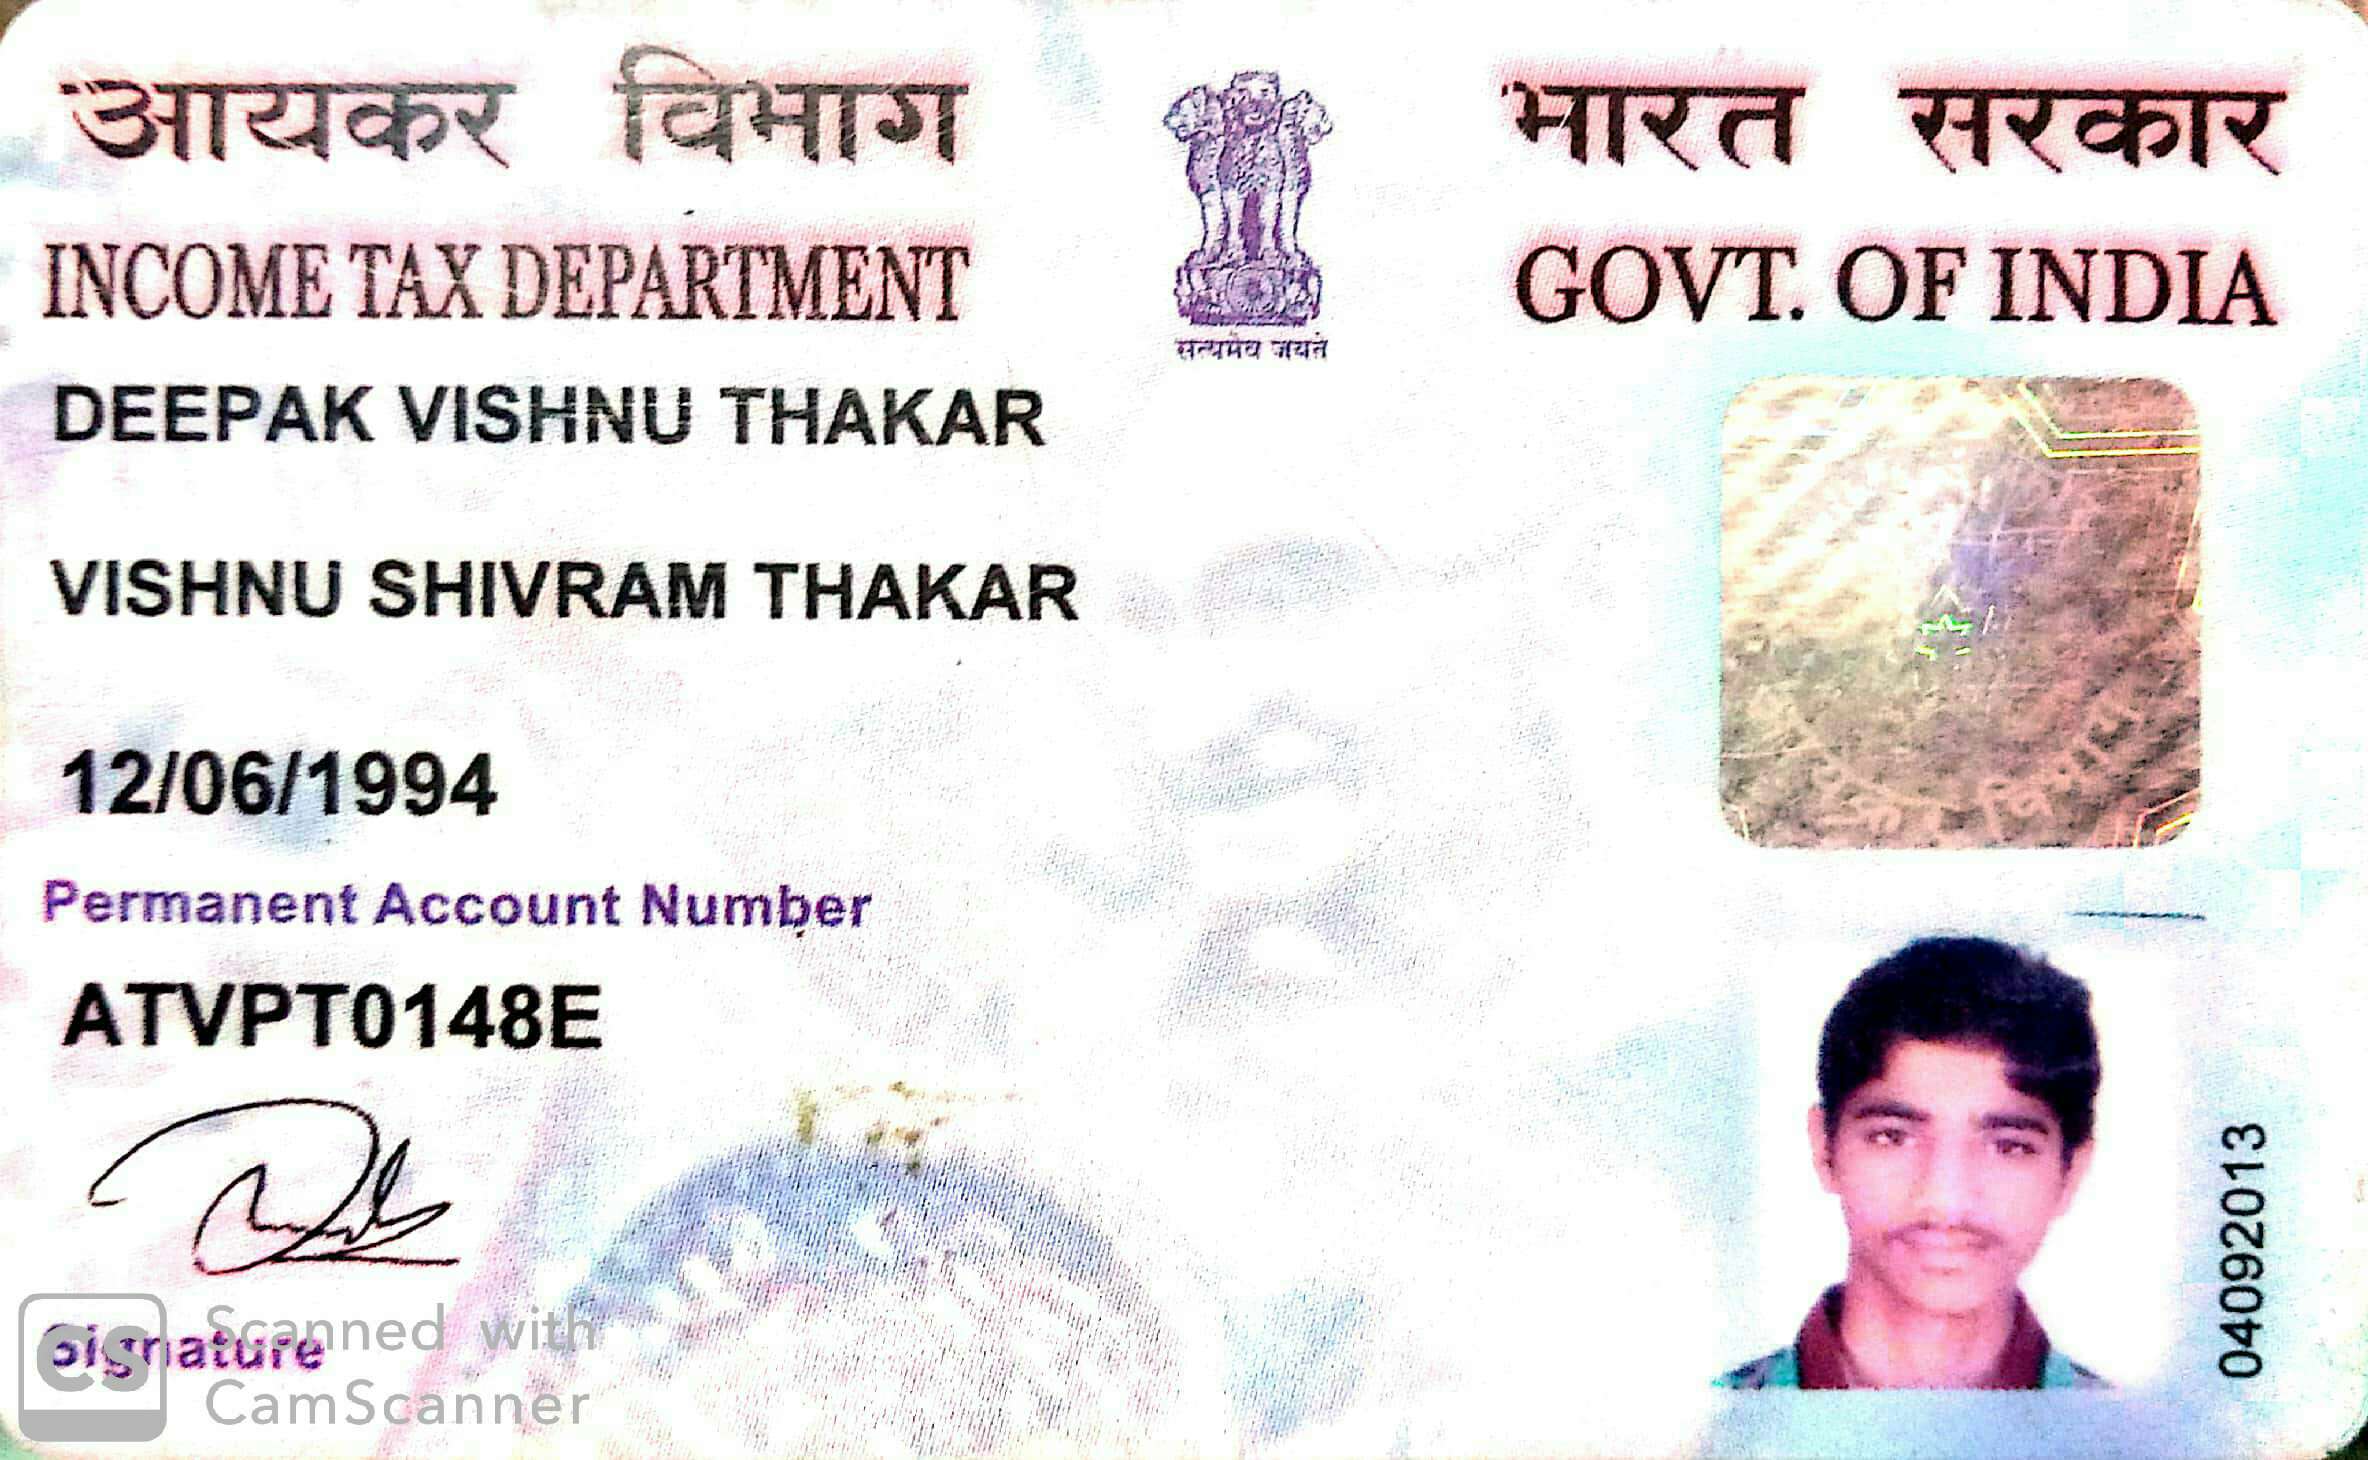 आयकर विभाग
भारत सरकार
INCOME TAX DEPARTMENT
GOVT. OF INDIA
सत्यमेव जयते
DEEPAK VISHNU THAKAR
VISHNU SHIVRAM THAKAR
12/06/1994
Permanent Account Number
ATVPT0148E
04092013
Signature
CS
Scanned with
CamScanner